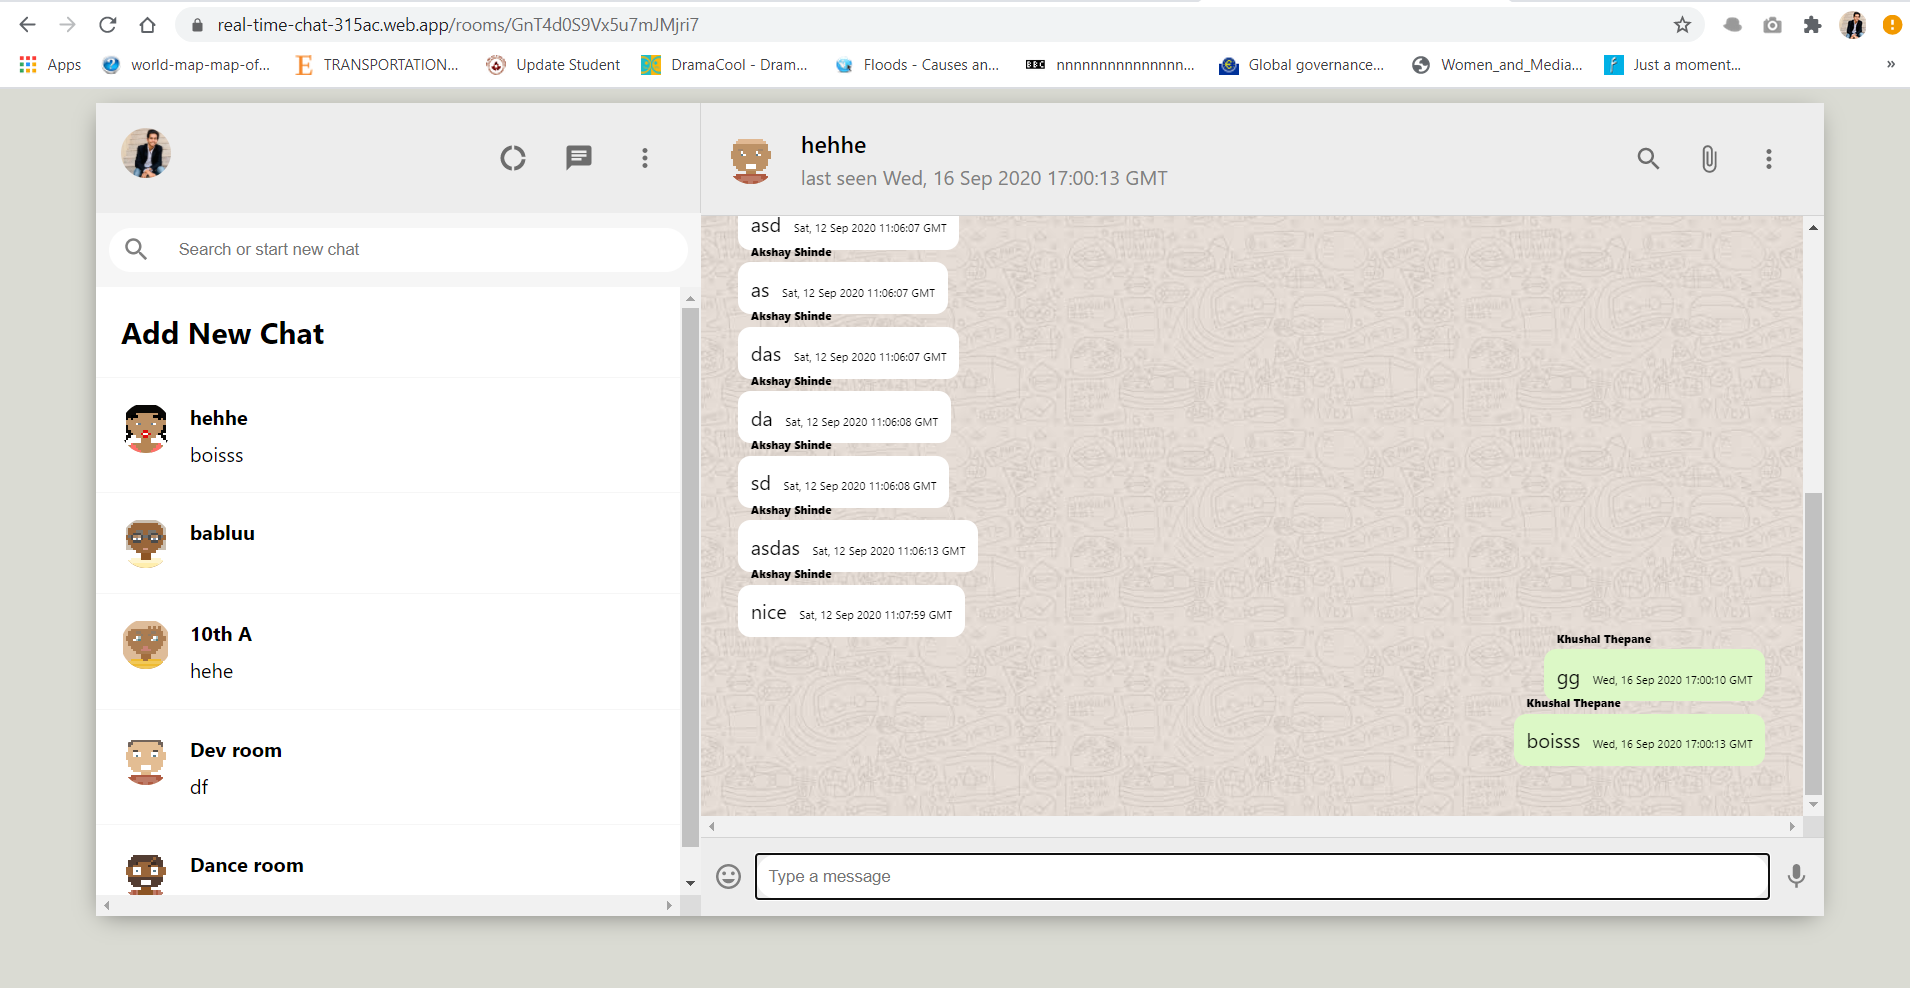 real-time-chat-315ac.web.app/rooms/GnT4d0S9Vx5u7mJMjri7
Apps world-map-map-of... TRANSPORTATION... Update Student DramaCool - Dram... Floods - Causes an... BBC nnnnnnnnnnnnnnn... Global governance... Women_and_Media... Just a moment... »
Search or start new chat
Add New Chat
hehhe
boisss
babluu
10th A
hehe
Dev room
df
Dance room
hehhe
last seen Wed, 16 Sep 2020 17:00:13 GMT
asd Sat, 12 Sep 2020 11:06:07 GMT
Akshay Shinde
as Sat, 12 Sep 2020 11:06:07 GMT
Akshay Shinde
das Sat, 12 Sep 2020 11:06:07 GMT
Akshay Shinde
da Sat, 12 Sep 2020 11:06:08 GMT
Akshay Shinde
sd Sat, 12 Sep 2020 11:06:08 GMT
Akshay Shinde
asdas Sat, 12 Sep 2020 11:06:13 GMT
Akshay Shinde
nice Sat, 12 Sep 2020 11:07:59 GMT
Khushal Thepane
gg Wed, 16 Sep 2020 17:00:10 GMT
Khushal Thepane
boisss Wed, 16 Sep 2020 17:00:13 GMT
Type a message